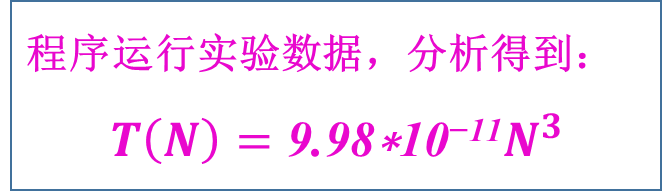 程序运行实验数据，分析得到：
T(N) = 9.98*10⁻¹¹N³